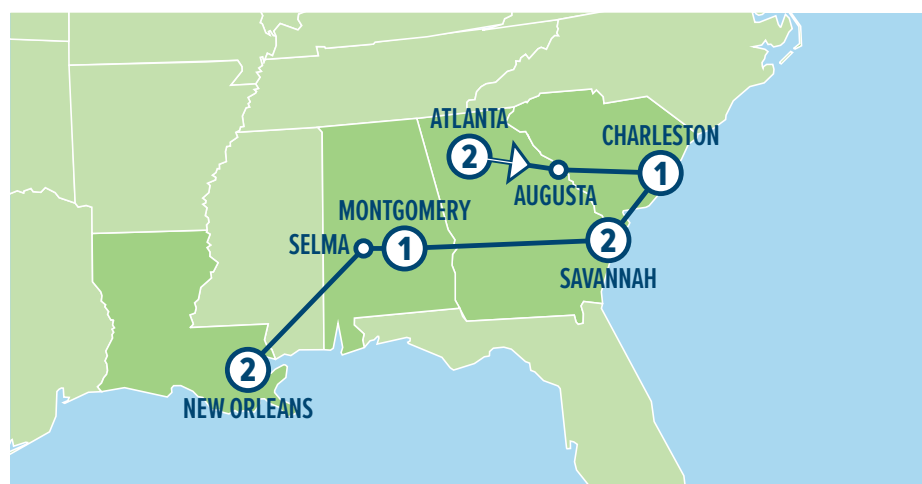 ATLANTA
2
CHARLESTON
1
AUGUSTA
MONTGOMERY
SELMA
1
2
SAVANNAH
2
NEW ORLEANS